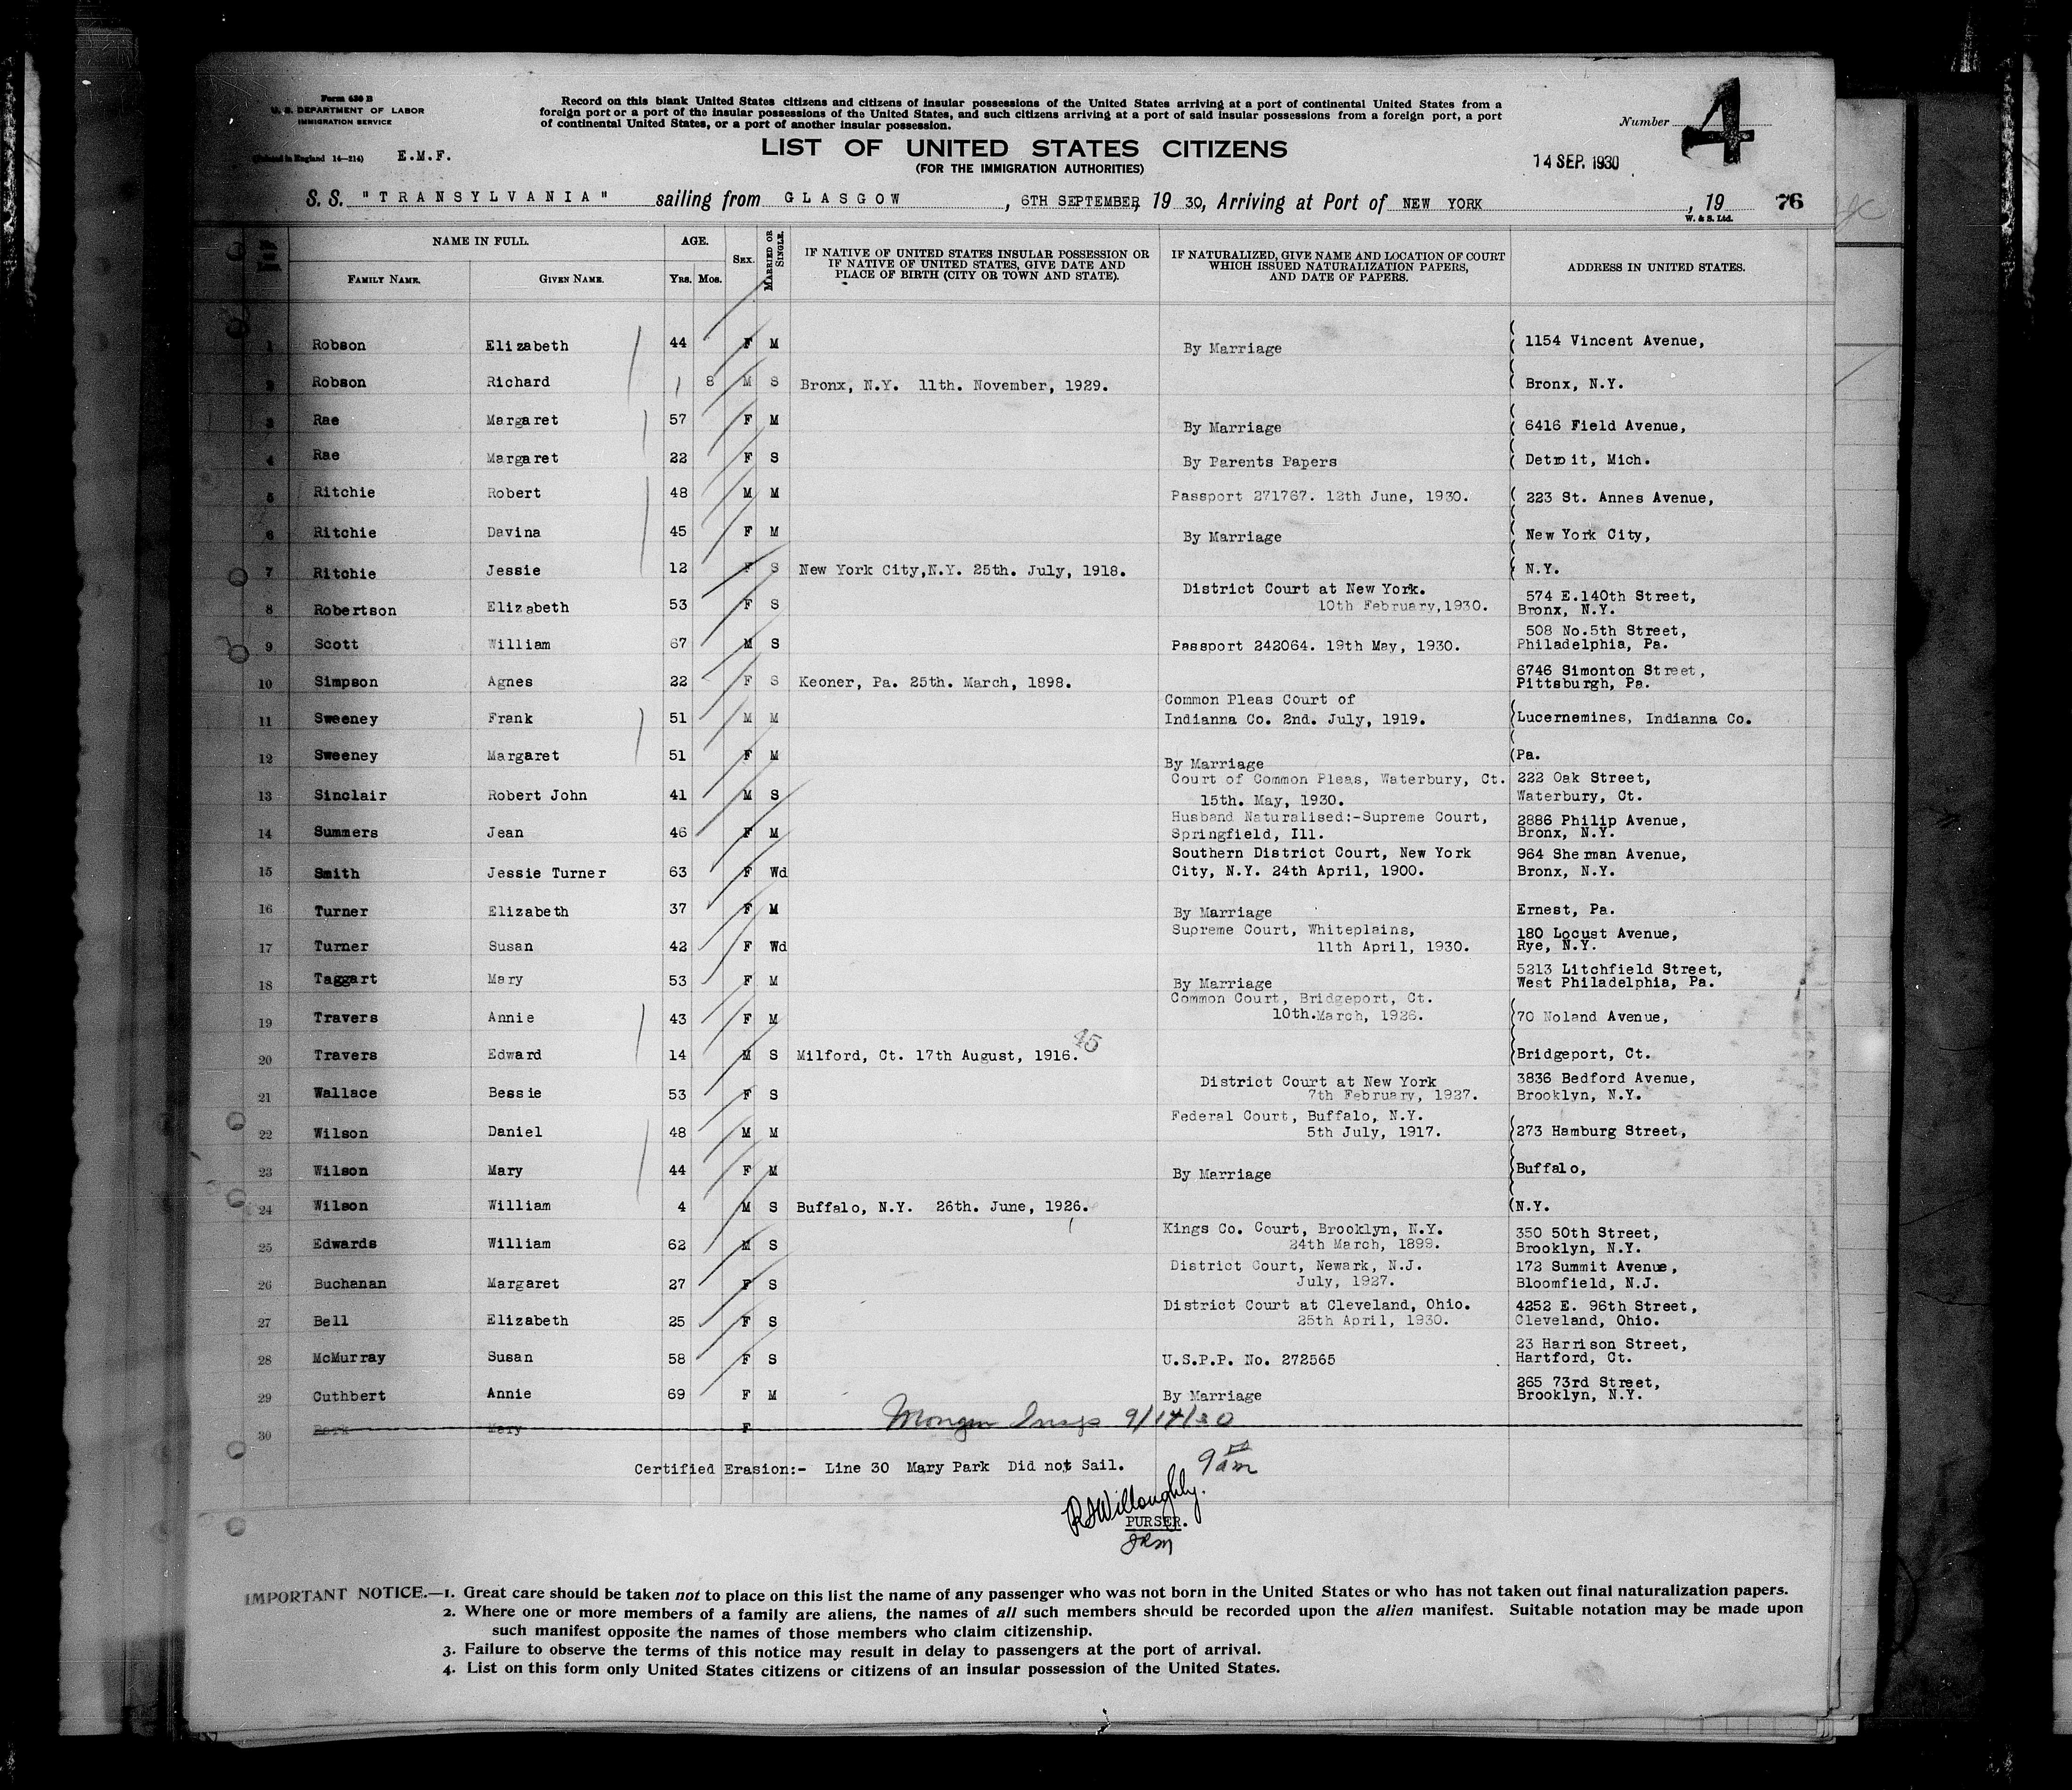 Form 630 B
U. S. DEPARTMENT OF LABOR
IMMIGRATION SERVICE
(Printed in England 14—214) E.M.F.
Record on this blank United States citizens and citizens of insular possessions of the United States arriving at a port of continental United States from a
foreign port or a port of the insular possessions of the United States, and such citizens arriving at a port of said insular possessions from a foreign port, a port
of continental United States, or a port of another insular possession.
Number 4
LIST OF UNITED STATES CITIZENS
(FOR THE IMMIGRATION AUTHORITIES)
14 SEP. 1930
S. S. "TRANSYLVANIA" sailing from GLASGOW, 6TH SEPTEMBER, 19 30, Arriving at Port of NEW YORK, 19 76
W. & S. Ltd.
NAME IN FULL. AGE. SEX. MARRIED OR SINGLE. IF NATIVE OF UNITED STATES INSULAR POSSESSION OR IF NATIVE OF UNITED STATES, GIVE DATE AND PLACE OF BIRTH (CITY OR TOWN AND STATE). IF NATURALIZED, GIVE NAME AND LOCATION OF COURT WHICH ISSUED NATURALIZATION PAPERS, AND DATE OF PAPERS. ADDRESS IN UNITED STATES.
FAMILY NAME. GIVEN NAME. YRS. MOS.
1 Robson Elizabeth 44 F M By Marriage 1154 Vincent Avenue,
2 Robson Richard 1 8 M S Bronx, N.Y. 11th. November, 1929. Bronx, N.Y.
3 Rae Margaret 57 F M By Marriage 6416 Field Avenue,
4 Rae Margaret 22 F S By Parents Papers Detroit, Mich.
5 Ritchie Robert 48 M M Passport 271767. 12th June, 1930. 223 St. Annes Avenue,
6 Ritchie Davina 45 F M By Marriage New York City,
7 Ritchie Jessie 12 F S New York City,N.Y. 25th. July, 1918. N.Y.
8 Robertson Elizabeth 53 F S District Court at New York. 10th February,1930. 574 E.140th Street, Bronx, N.Y.
9 Scott William 67 M S Passport 242064. 19th May, 1930. 508 No.5th Street, Philadelphia, Pa.
10 Simpson Agnes 22 F S Keoner, Pa. 25th. March, 1898. 6746 Simonton Street, Pittsburgh, Pa.
11 Sweeney Frank 51 M M Common Pleas Court of Indianna Co. 2nd. July, 1919. Lucernemines, Indianna Co.
12 Sweeney Margaret 51 F M By Marriage Pa.
13 Sinclair Robert John 41 M S Court of Common Pleas, Waterbury, Ct. 15th. May, 1930. 222 Oak Street, Waterbury, Ct.
14 Summers Jean 46 F M Husband Naturalised:-Supreme Court, Springfield, Ill. 2886 Philip Avenue, Bronx, N.Y.
15 Smith Jessie Turner 63 F Wd Southern District Court, New York City, N.Y. 24th April, 1900. 964 Sherman Avenue, Bronx, N.Y.
16 Turner Elizabeth 37 F M By Marriage Ernest, Pa.
17 Turner Susan 42 F Wd Supreme Court, Whiteplains, 11th April, 1930. 180 Locust Avenue, Rye, N.Y.
18 Taggart Mary 53 F M By Marriage 5213 Litchfield Street, West Philadelphia, Pa.
19 Travers Annie 43 F M Common Court, Bridgeport, Ct. 10th.March, 1926. 70 Noland Avenue,
20 Travers Edward 14 M S Milford, Ct. 17th August, 1916. 45 Bridgeport, Ct.
21 Wallace Bessie 53 F S District Court at New York 7th February, 1927. 3836 Bedford Avenue, Brooklyn, N.Y.
22 Wilson Daniel 48 M M Federal Court, Buffalo, N.Y. 5th July, 1917. 273 Hamburg Street,
23 Wilson Mary 44 F M By Marriage Buffalo,
24 Wilson William 4 M S Buffalo, N.Y. 26th. June, 1926. N.Y.
25 Edwards William 62 M S Kings Co. Court, Brooklyn, N.Y. 24th March, 1899. 350 50th Street, Brooklyn, N.Y.
26 Buchanan Margaret 27 F S District Court, Newark, N.J. July, 1927. 172 Summit Avenue, Bloomfield, N.J.
27 Bell Elizabeth 25 F S District Court at Cleveland, Ohio. 25th April, 1930. 4252 E. 96th Street, Cleveland, Ohio.
28 McMurray Susan 58 F S U.S.P.P. No. 272565 23 Harrison Street, Hartford, Ct.
29 Cuthbert Annie 69 F M By Marriage 265 73rd Street, Brooklyn, N.Y.
9/14/30
30 Park Mary F
Certified Erasion:- Line 30 Mary Park Did not Sail. 9 am
Willoughby.
PURSER.
IMPORTANT NOTICE.—1. Great care should be taken not to place on this list the name of any passenger who was not born in the United States or who has not taken out final naturalization papers.
2. Where one or more members of a family are aliens, the names of all such members should be recorded upon the alien manifest. Suitable notation may be made upon
such manifest opposite the names of those members who claim citizenship.
3. Failure to observe the terms of this notice may result in delay to passengers at the port of arrival.
4. List on this form only United States citizens or citizens of an insular possession of the United States.